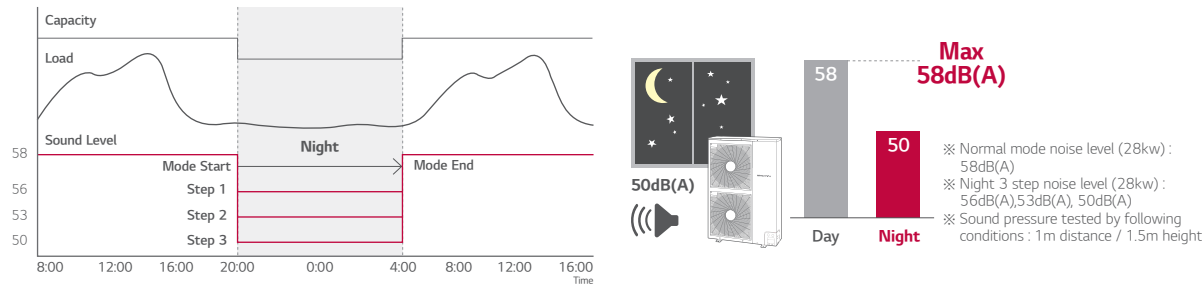 Capacity
Load
Sound Level
58
56
53
50
Night
Mode Start
Mode End
Step 1
Step 2
Step 3
8:00 12:00 16:00 20:00 0:00 4:00 8:00 12:00 16:00
Time
50dB(A)
Max
58dB(A)
58
50
Day
Night
※ Normal mode noise level (28kw) :
58dB(A)
※ Night 3 step noise level (28kw) :
56dB(A),53dB(A), 50dB(A)
※ Sound pressure tested by following
conditions : 1m distance / 1.5m height